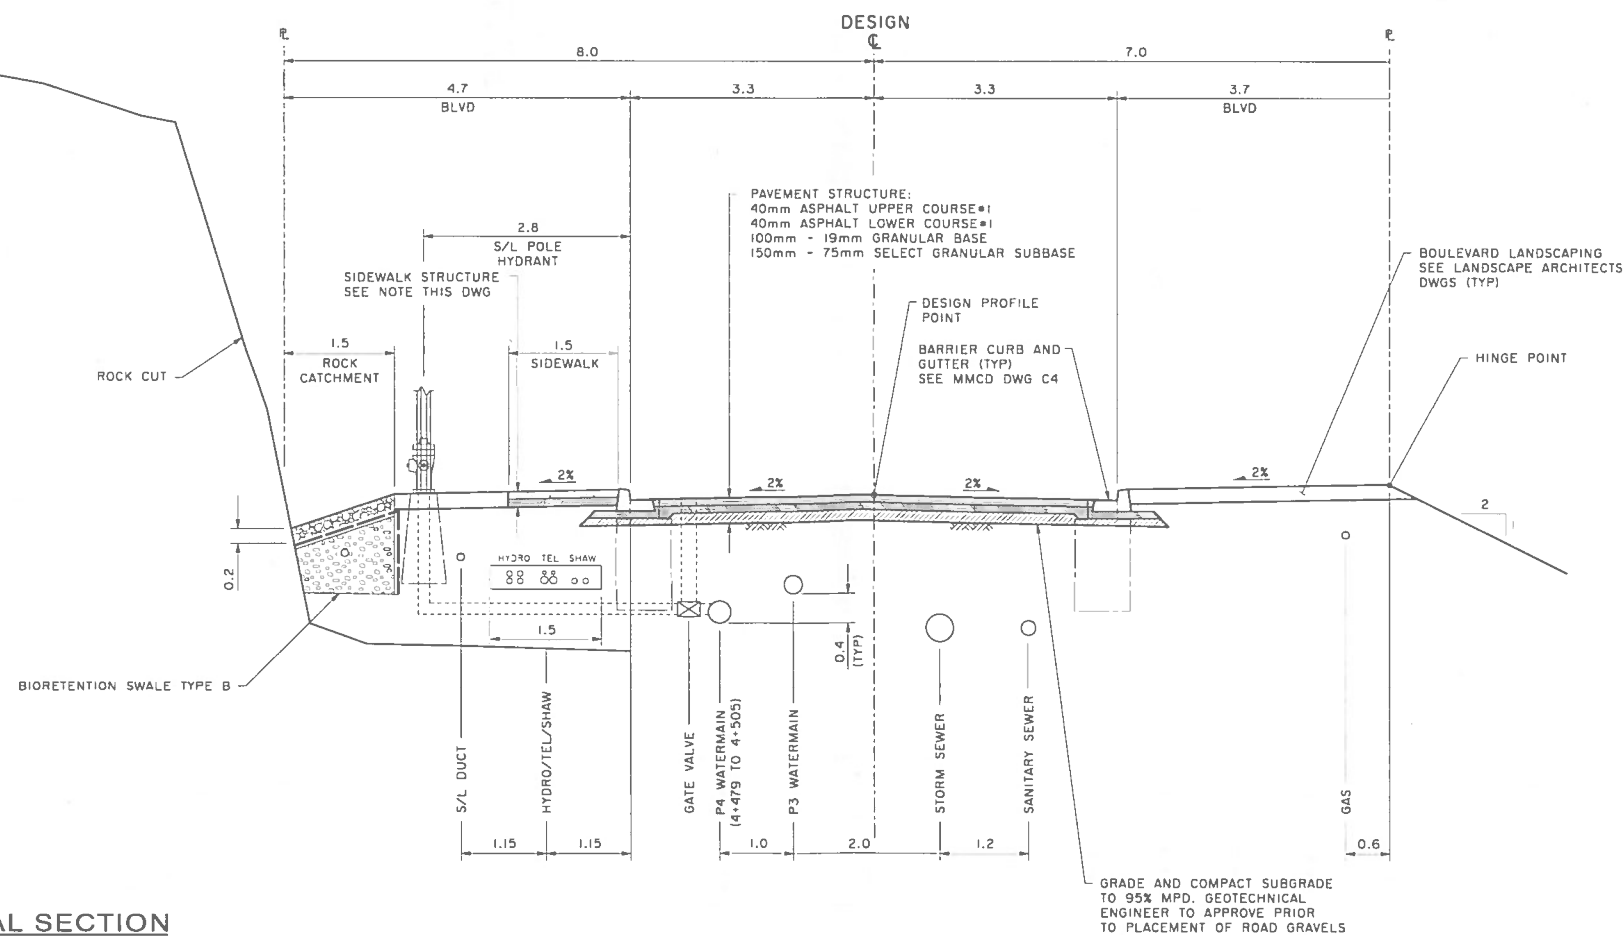 DESIGN
℄
℄
℄
8.0
7.0
4.7
BLVD
3.3
3.3
3.7
BLVD
PAVEMENT STRUCTURE:
40mm ASPHALT UPPER COURSE#1
40mm ASPHALT LOWER COURSE#1
100mm - 19mm GRANULAR BASE
150mm - 75mm SELECT GRANULAR SUBBASE
2.8
S/L POLE
HYDRANT
SIDEWALK STRUCTURE
SEE NOTE THIS DWG
BOULEVARD LANDSCAPING
SEE LANDSCAPE ARCHITECTS
DWGS (TYP)
DESIGN PROFILE
POINT
BARRIER CURB AND
GUTTER (TYP)
SEE MMCD DWG C4
1.5
ROCK
CATCHMENT
1.5
SIDEWALK
ROCK CUT
HINGE POINT
2%
2%
2%
2%
2
1
0.2
HYDRO TEL SHAW
1.5
0.4
(TYP)
BIORETENTION SWALE TYPE B
S/L DUCT
HYDRO/TEL/SHAW
GATE VALVE
P4 WATERMAIN
(4+479 TO 4+505)
P3 WATERMAIN
STORM SEWER
SANITARY SEWER
GAS
1.15
1.15
1.0
2.0
1.2
0.6
GRADE AND COMPACT SUBGRADE
TO 95% MPD. GEOTECHNICAL
ENGINEER TO APPROVE PRIOR
TO PLACEMENT OF ROAD GRAVELS
AL SECTION